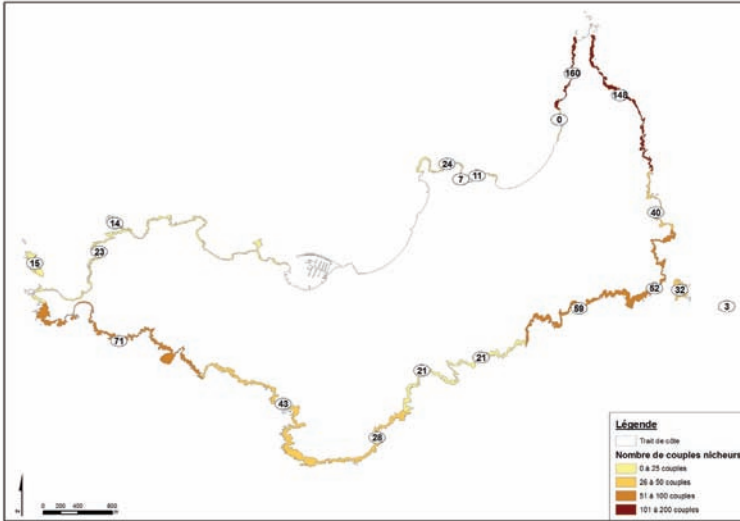 160
148
0
24
7
11
14
40
23
15
52
32
3
59
71
21
21
43
28
Légende
Trait de côte
Nombre de couples nicheurs
0 à 25 couples
26 à 50 couples
51 à 100 couples
101 à 200 couples
0 200 400 800